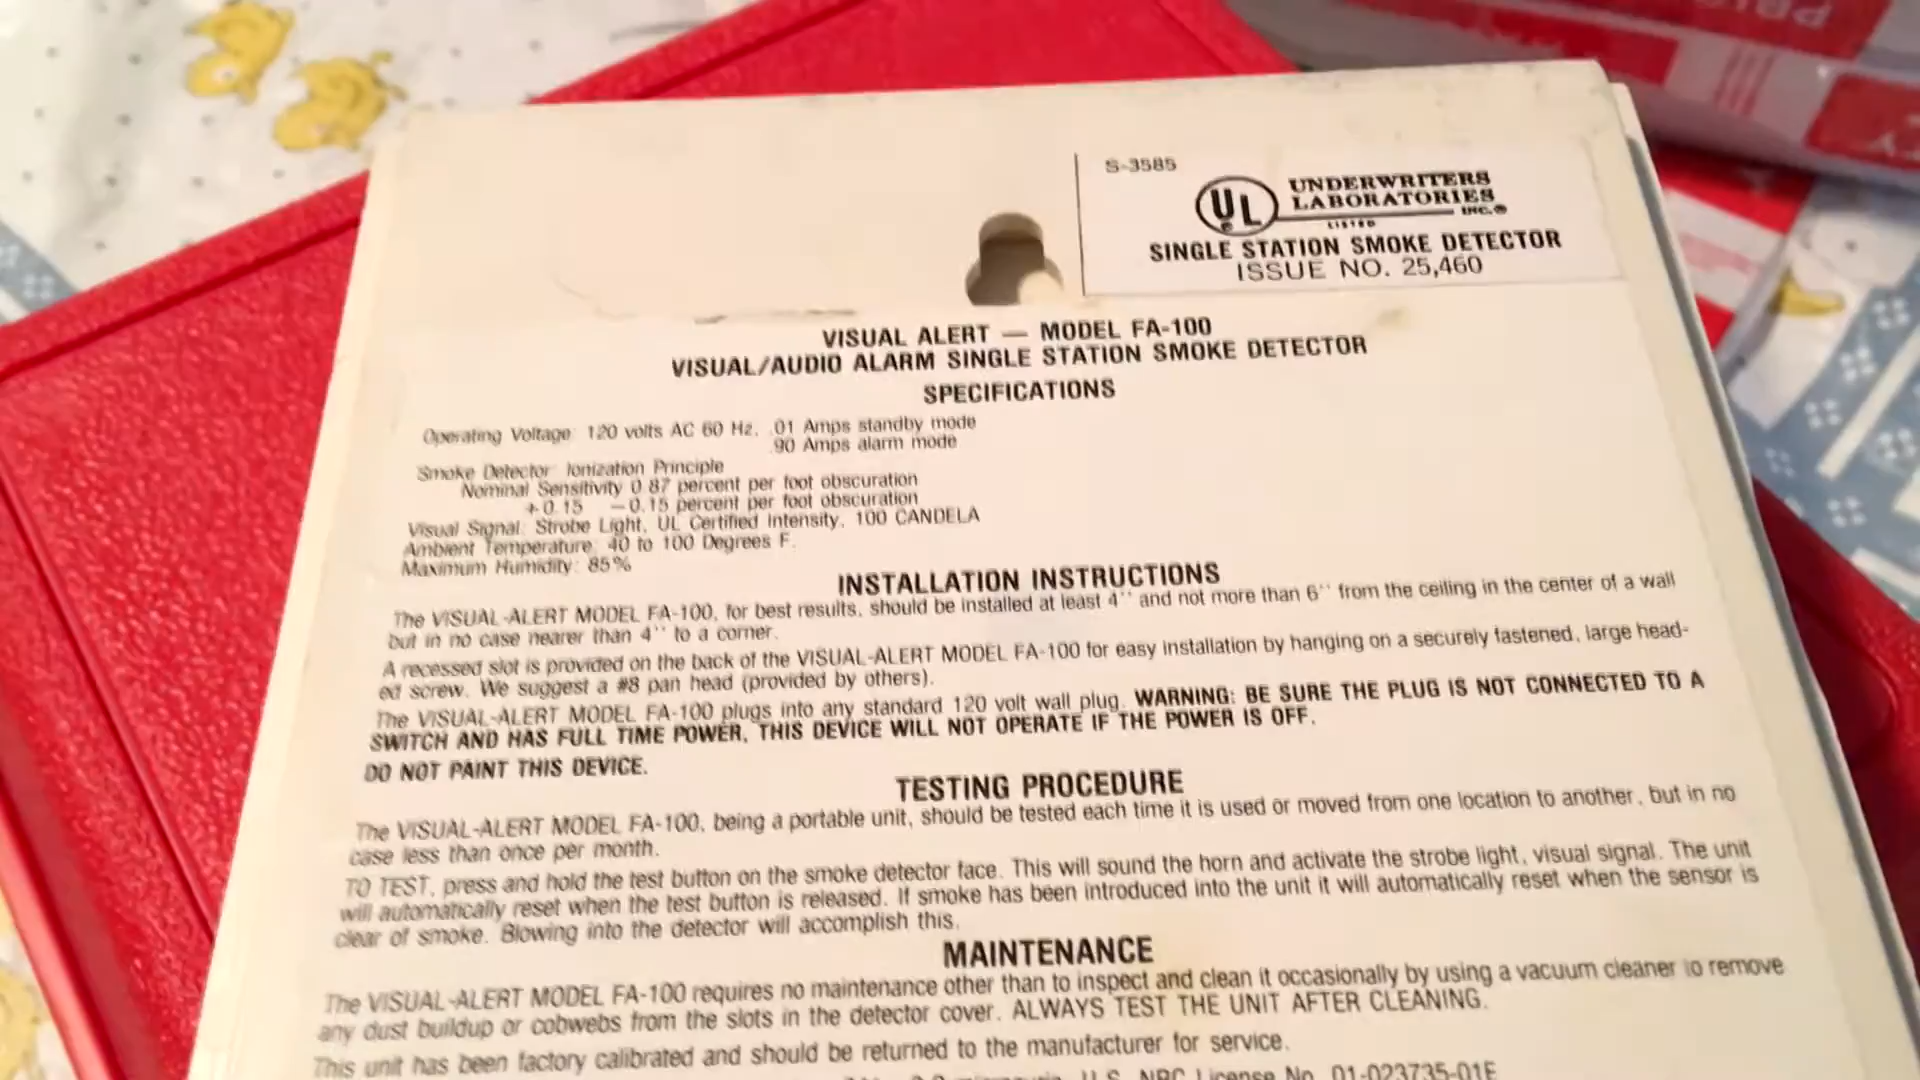 S-3585
UL UNDERWRITERS
LABORATORIES
INC.®
LISTED
SINGLE STATION SMOKE DETECTOR
ISSUE NO. 25,460
VISUAL ALERT — MODEL FA-100
VISUAL/AUDIO ALARM SINGLE STATION SMOKE DETECTOR
SPECIFICATIONS
Operating Voltage: 120 volts AC 60 Hz, .01 Amps standby mode
.90 Amps alarm mode
Smoke Detector: Ionization Principle
Nominal Sensitivity 0.87 percent per foot obscuration
+0.15 −0.15 percent per foot obscuration
Visual Signal: Strobe Light, UL Certified Intensity, 100 CANDELA
Ambient Temperature: 40 to 100 Degrees F.
Maximum Humidity: 85%
INSTALLATION INSTRUCTIONS
The VISUAL-ALERT MODEL FA-100, for best results, should be installed at least 4'' and not more than 6'' from the ceiling in the center of a wall
but in no case nearer than 4'' to a corner.
A recessed slot is provided on the back of the VISUAL-ALERT MODEL FA-100 for easy installation by hanging on a securely fastened, large head-
ed screw. We suggest a #8 pan head (provided by others).
The VISUAL-ALERT MODEL FA-100 plugs into any standard 120 volt wall plug. WARNING: BE SURE THE PLUG IS NOT CONNECTED TO A
SWITCH AND HAS FULL TIME POWER, THIS DEVICE WILL NOT OPERATE IF THE POWER IS OFF.
DO NOT PAINT THIS DEVICE.
TESTING PROCEDURE
The VISUAL-ALERT MODEL FA-100, being a portable unit, should be tested each time it is used or moved from one location to another, but in no
case less than once per month.
TO TEST, press and hold the test button on the smoke detector face. This will sound the horn and activate the strobe light, visual signal. The unit
will automatically reset when the test button is released. If smoke has been introduced into the unit it will automatically reset when the sensor is
clear of smoke. Blowing into the detector will accomplish this.
MAINTENANCE
The VISUAL-ALERT MODEL FA-100 requires no maintenance other than to inspect and clean it occasionally by using a vacuum cleaner to remove
any dust buildup or cobwebs from the slots in the detector cover. ALWAYS TEST THE UNIT AFTER CLEANING.
This unit has been factory calibrated and should be returned to the manufacturer for service.
U.S. NRC License No. 01-023735-01E